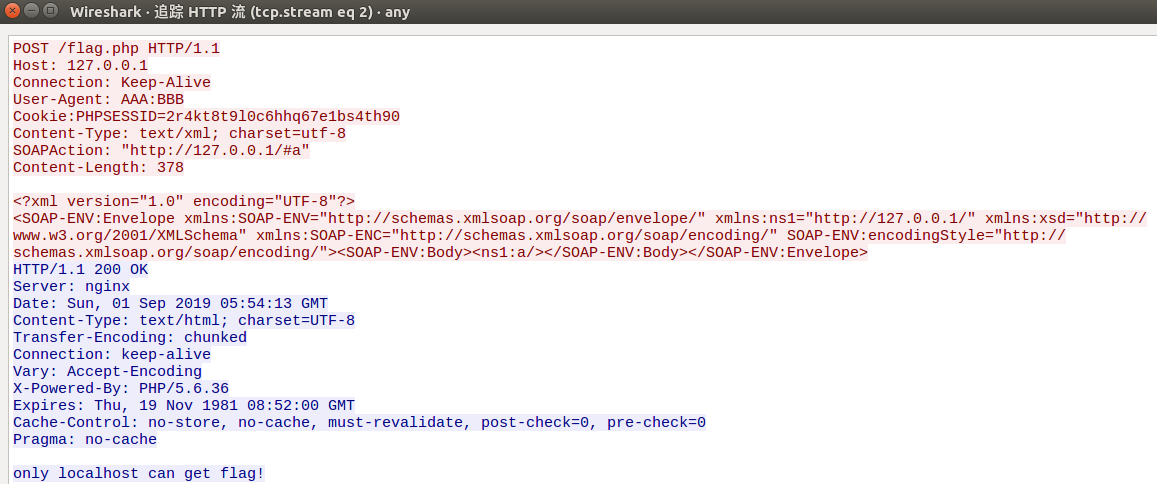 Wireshark · 追踪 HTTP 流 (tcp.stream eq 2) · any
POST /flag.php HTTP/1.1
Host: 127.0.0.1
Connection: Keep-Alive
User-Agent: AAA:BBB
Cookie:PHPSESSID=2r4kt8t9l0c6hhq67e1bs4th90
Content-Type: text/xml; charset=utf-8
SOAPAction: "http://127.0.0.1/#a"
Content-Length: 378
<?xml version="1.0" encoding="UTF-8"?>
<SOAP-ENV:Envelope xmlns:SOAP-ENV="http://schemas.xmlsoap.org/soap/envelope/" xmlns:ns1="http://127.0.0.1/" xmlns:xsd="http://
www.w3.org/2001/XMLSchema" xmlns:SOAP-ENC="http://schemas.xmlsoap.org/soap/encoding/" SOAP-ENV:encodingStyle="http://
schemas.xmlsoap.org/soap/encoding/"><SOAP-ENV:Body><ns1:a/></SOAP-ENV:Body></SOAP-ENV:Envelope>
HTTP/1.1 200 OK
Server: nginx
Date: Sun, 01 Sep 2019 05:54:13 GMT
Content-Type: text/html; charset=UTF-8
Transfer-Encoding: chunked
Connection: keep-alive
Vary: Accept-Encoding
X-Powered-By: PHP/5.6.36
Expires: Thu, 19 Nov 1981 08:52:00 GMT
Cache-Control: no-store, no-cache, must-revalidate, post-check=0, pre-check=0
Pragma: no-cache
only localhost can get flag!